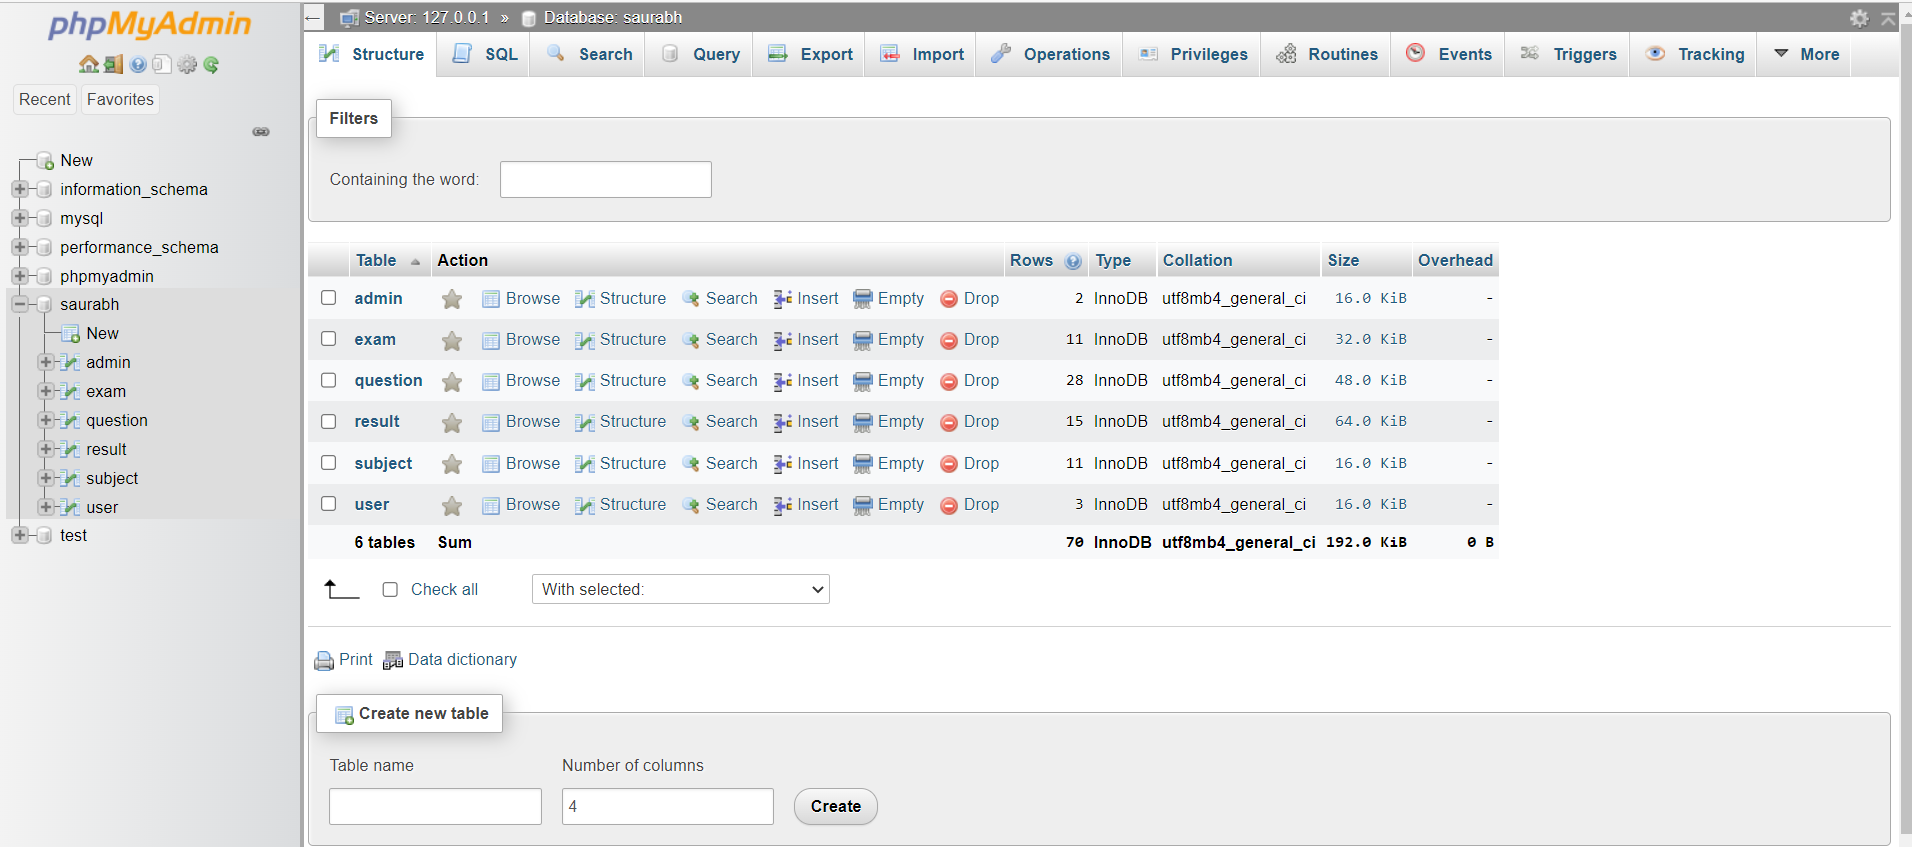 phpMyAdmin
Recent Favorites
New
information_schema
mysql
performance_schema
phpmyadmin
saurabh
New
admin
exam
question
result
subject
user
test
Server: 127.0.0.1 » Database: saurabh
Structure SQL Search Query Export Import Operations Privileges Routines Events Triggers Tracking More
Filters
Containing the word:
Table Action Rows Type Collation Size Overhead
admin Browse Structure Search Insert Empty Drop 2 InnoDB utf8mb4_general_ci 16.0 KiB -
exam Browse Structure Search Insert Empty Drop 11 InnoDB utf8mb4_general_ci 32.0 KiB -
question Browse Structure Search Insert Empty Drop 28 InnoDB utf8mb4_general_ci 48.0 KiB -
result Browse Structure Search Insert Empty Drop 15 InnoDB utf8mb4_general_ci 64.0 KiB -
subject Browse Structure Search Insert Empty Drop 11 InnoDB utf8mb4_general_ci 16.0 KiB -
user Browse Structure Search Insert Empty Drop 3 InnoDB utf8mb4_general_ci 16.0 KiB -
6 tables Sum 70 InnoDB utf8mb4_general_ci 192.0 KiB 0 B
Check all With selected:
Print Data dictionary
Create new table
Table name Number of columns
4 Create